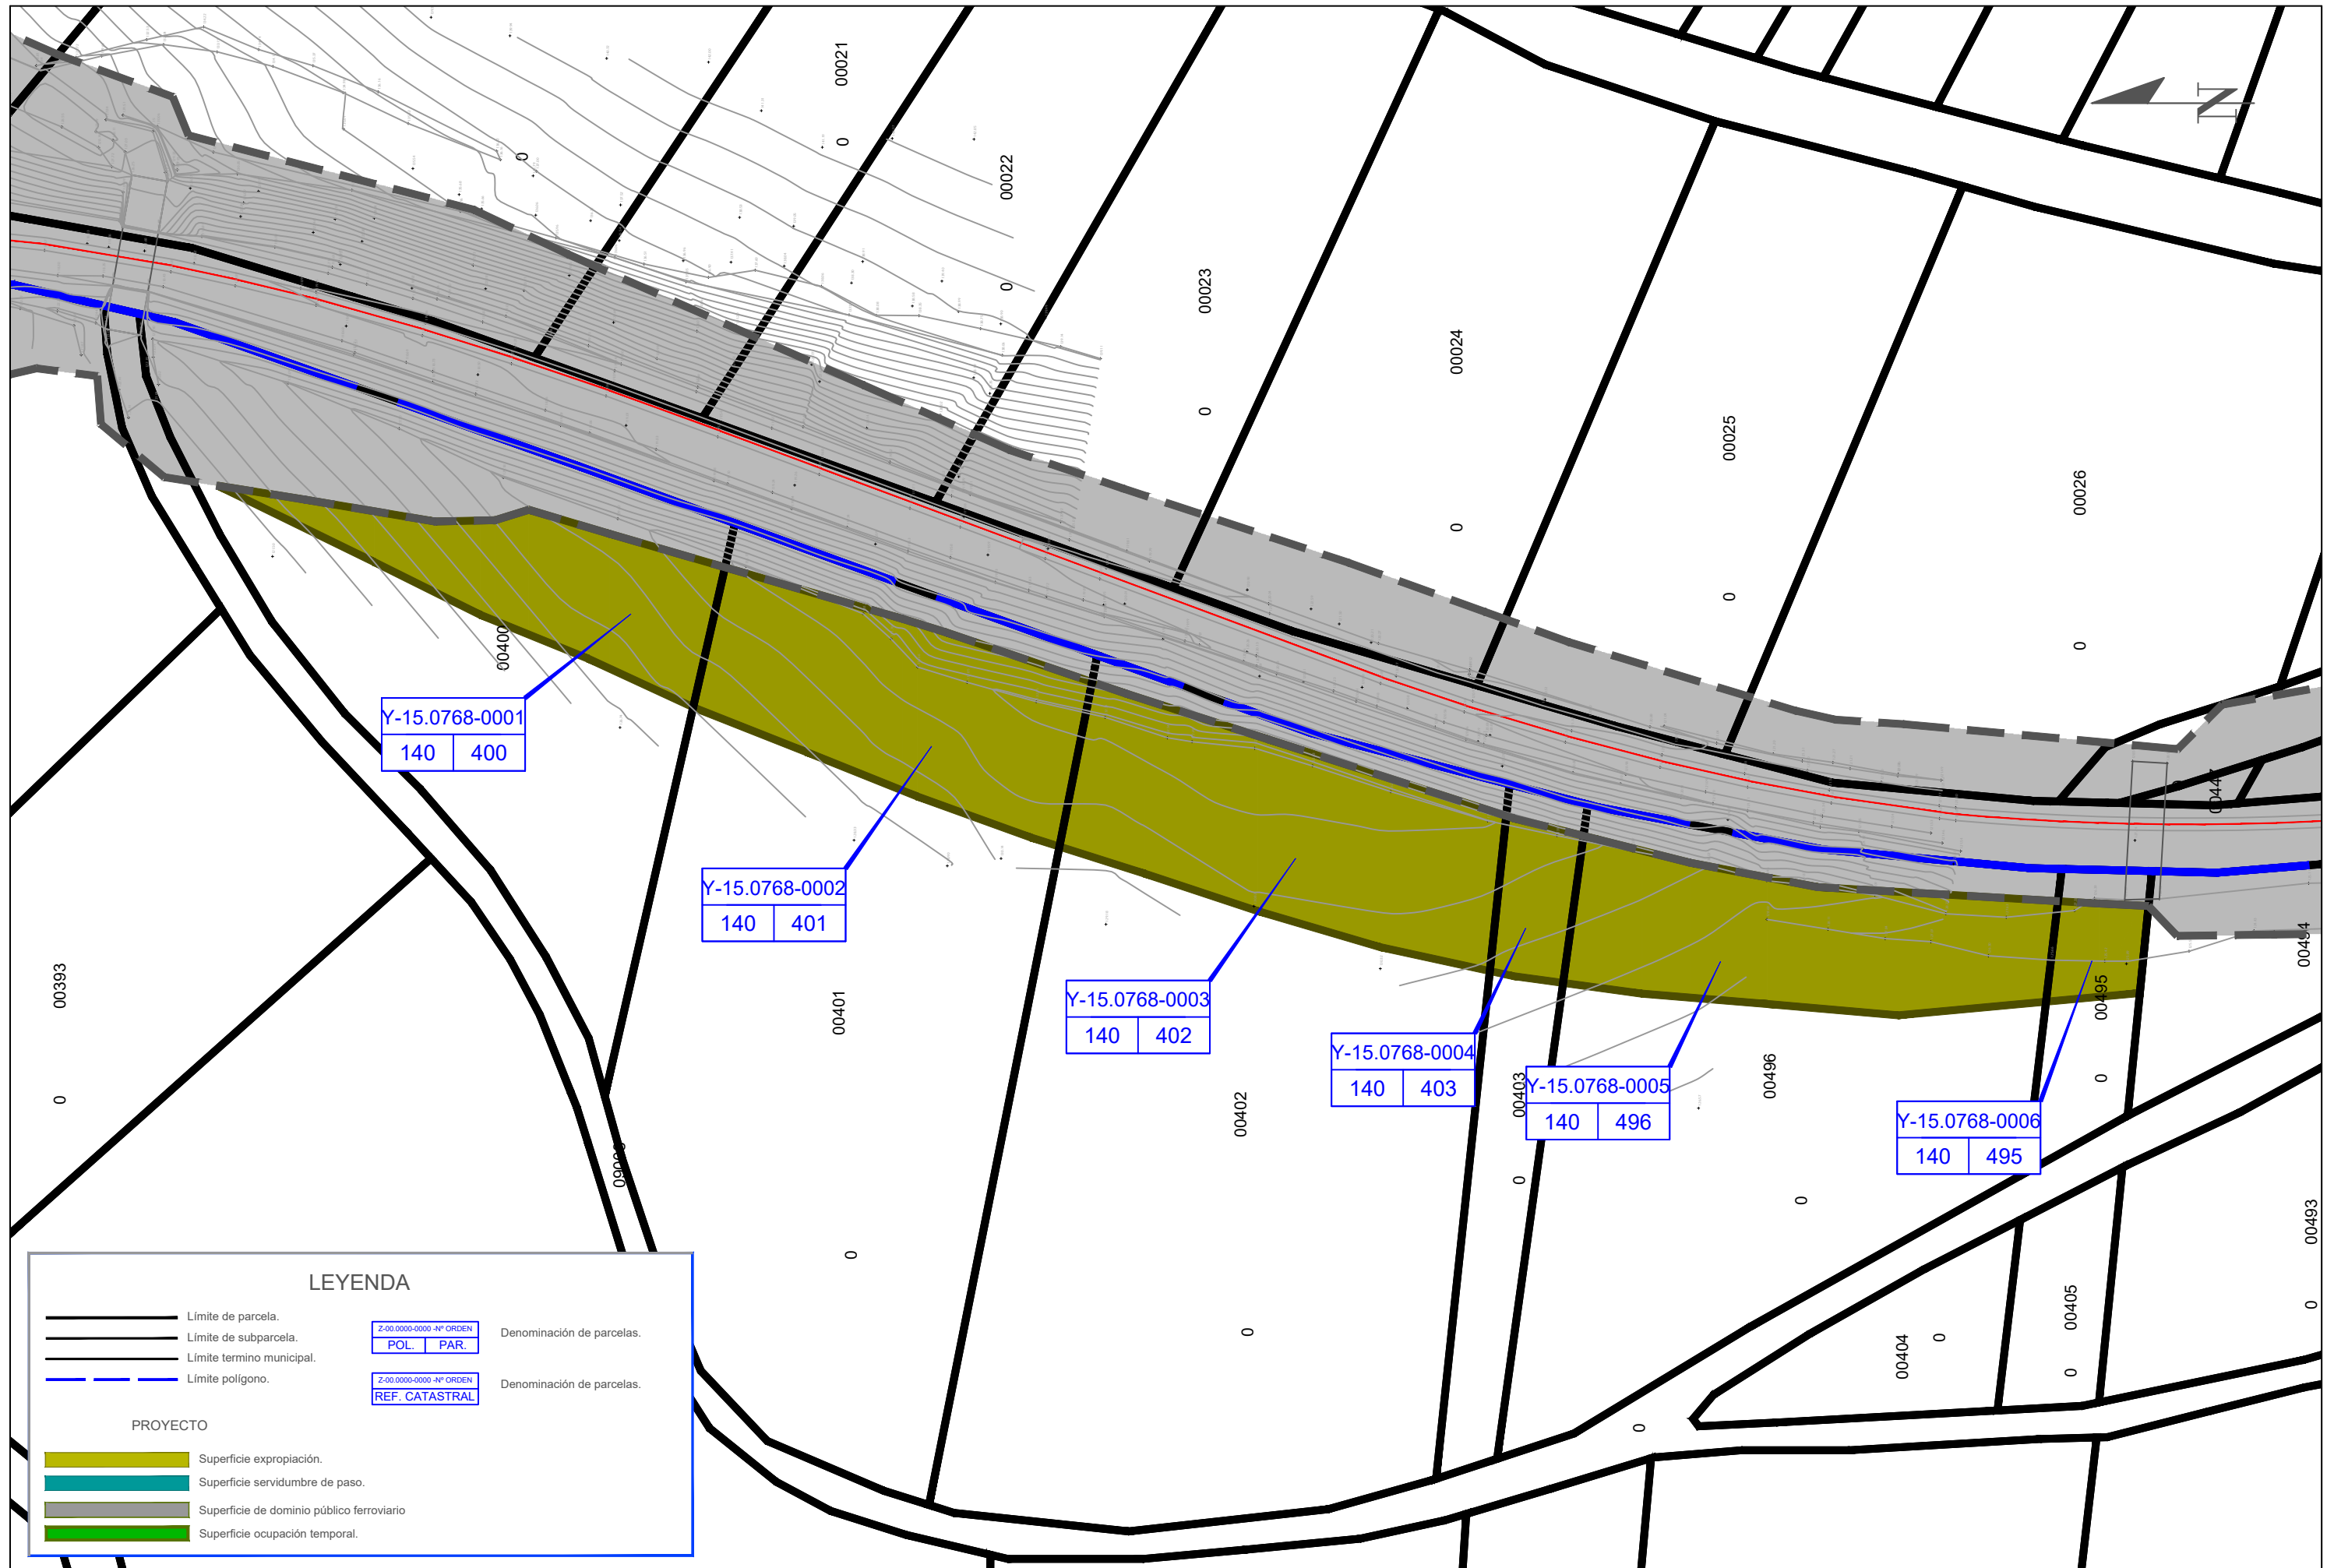 00021
0
0
00022
0
00023
0
00024
0
00025
0
00026
0
N
00400
Y-15.0768-0001
140 400
Y-15.0768-0002
140 401
Y-15.0768-0003
140 402
Y-15.0768-0004
140 403
Y-15.0768-0005
140 496
Y-15.0768-0006
140 495
00447
00494
00495
0
00496
0
00393
0
00401
0
00402
0
00403
0
00493
0
00405
0
00404
0
0
LEYENDA
Límite de parcela.
Límite de subparcela.
Límite termino municipal.
Límite polígono.
Z-00.0000-0000 -Nº ORDEN
POL. PAR.
Denominación de parcelas.
Z-00.0000-0000 -Nº ORDEN
REF. CATASTRAL
Denominación de parcelas.
PROYECTO
Superficie expropiación.
Superficie servidumbre de paso.
Superficie de dominio público ferroviario
Superficie ocupación temporal.